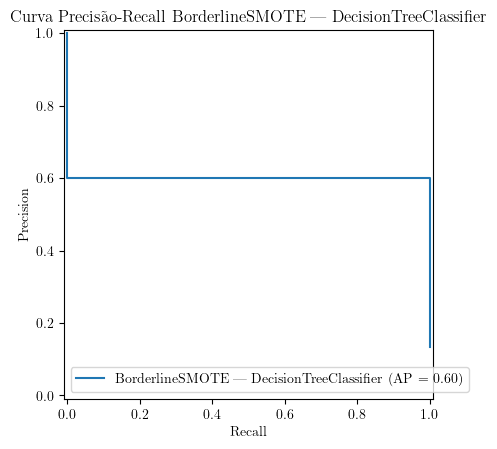 Curva Precisão-Recall BorderlineSMOTE — DecisionTreeClassifier
1.0
0.8
0.6
0.4
0.2
0.0
Precision
BorderlineSMOTE — DecisionTreeClassifier (AP = 0.60)
0.0 0.2 0.4 0.6 0.8 1.0
Recall